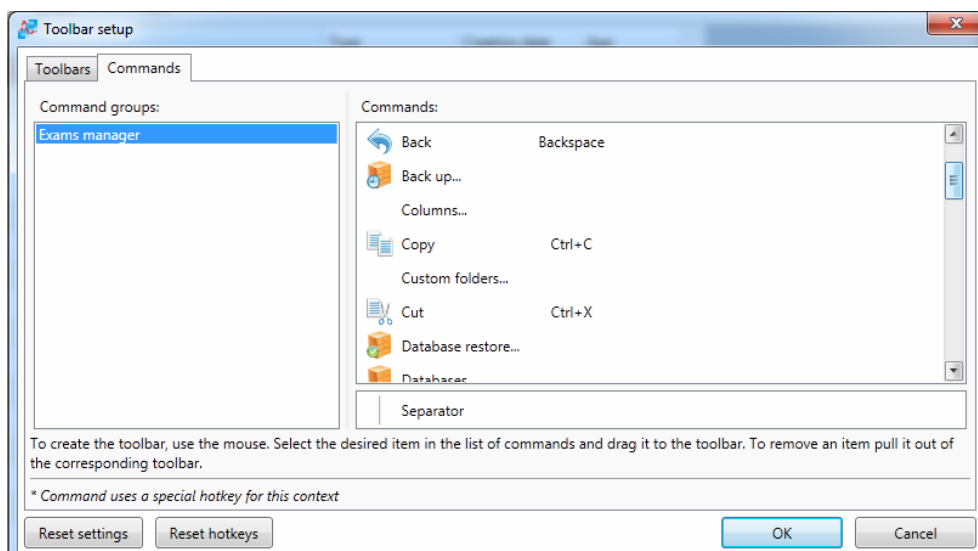 Toolbar setup
Toolbars Commands
Command groups:
Exams manager
Commands:
Back Backspace
Back up...
Columns...
Copy Ctrl+C
Custom folders...
Cut Ctrl+X
Database restore...
Databases
Separator
To create the toolbar, use the mouse. Select the desired item in the list of commands and drag it to the toolbar. To remove an item pull it out of
the corresponding toolbar.
* Command uses a special hotkey for this context
Reset settings Reset hotkeys OK Cancel